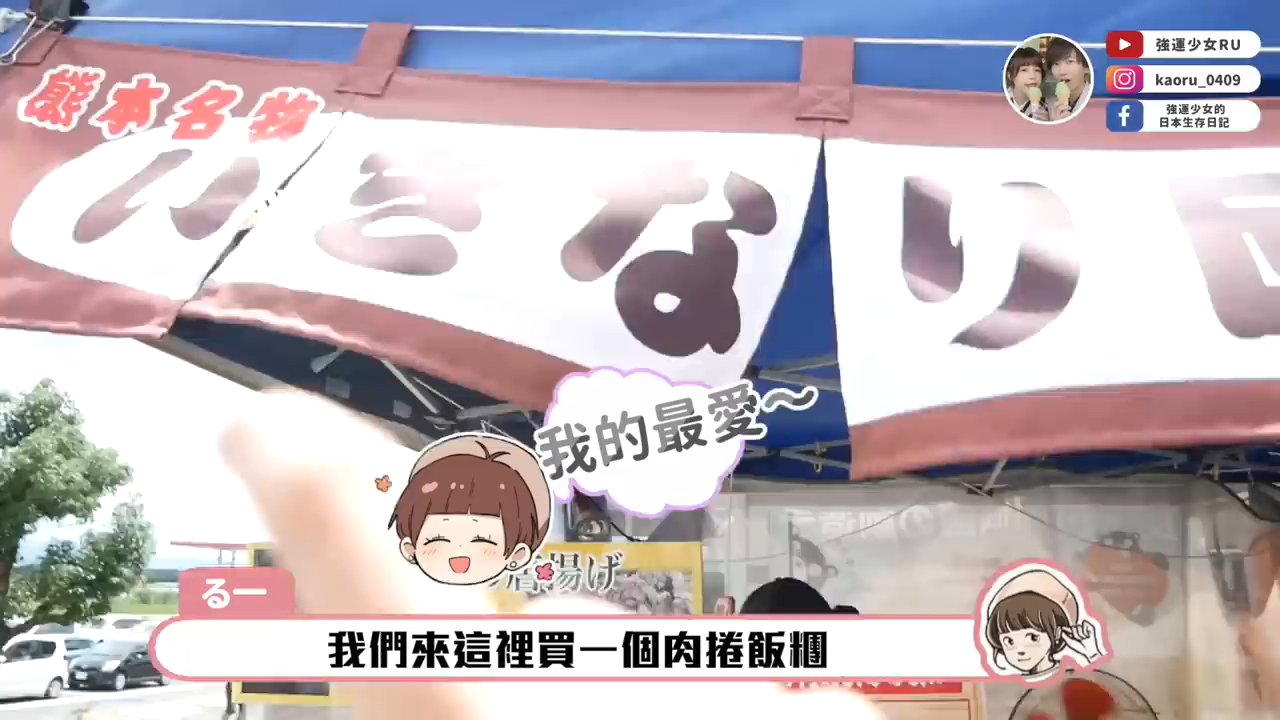 強運少女RU
kaoru_0409
強運少女的
日本生存日記
熊本名物
いきなり団
我的最愛～
唐揚げ
るー
我們來這裡買一個肉捲飯糰